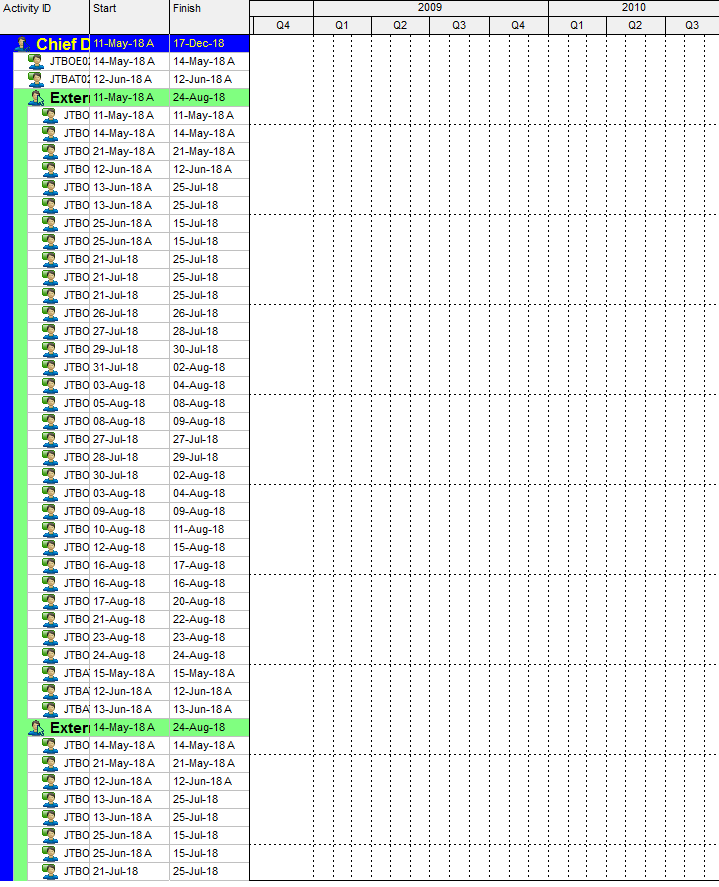 Activity ID Start Finish 2009 2010
Q4 Q1 Q2 Q3 Q4 Q1 Q2 Q3
Chief D 11-May-18 A 17-Dec-18
JTBOE02 14-May-18 A 14-May-18 A
JTBAT02 12-Jun-18 A 12-Jun-18 A
Exter 11-May-18 A 24-Aug-18
JTBO 11-May-18 A 11-May-18 A
JTBO 14-May-18 A 14-May-18 A
JTBO 21-May-18 A 21-May-18 A
JTBO 12-Jun-18 A 12-Jun-18 A
JTBO 13-Jun-18 A 25-Jul-18
JTBO 13-Jun-18 A 25-Jul-18
JTBO 25-Jun-18 A 15-Jul-18
JTBO 25-Jun-18 A 15-Jul-18
JTBO 21-Jul-18 25-Jul-18
JTBO 21-Jul-18 25-Jul-18
JTBO 21-Jul-18 25-Jul-18
JTBO 26-Jul-18 26-Jul-18
JTBO 27-Jul-18 28-Jul-18
JTBO 29-Jul-18 30-Jul-18
JTBO 31-Jul-18 02-Aug-18
JTBO 03-Aug-18 04-Aug-18
JTBO 05-Aug-18 08-Aug-18
JTBO 08-Aug-18 09-Aug-18
JTBO 27-Jul-18 27-Jul-18
JTBO 28-Jul-18 29-Jul-18
JTBO 30-Jul-18 02-Aug-18
JTBO 03-Aug-18 04-Aug-18
JTBO 09-Aug-18 09-Aug-18
JTBO 10-Aug-18 11-Aug-18
JTBO 12-Aug-18 15-Aug-18
JTBO 16-Aug-18 17-Aug-18
JTBO 16-Aug-18 16-Aug-18
JTBO 17-Aug-18 20-Aug-18
JTBO 21-Aug-18 22-Aug-18
JTBO 23-Aug-18 23-Aug-18
JTBO 24-Aug-18 24-Aug-18
JTBA 15-May-18 A 15-May-18 A
JTBA 12-Jun-18 A 12-Jun-18 A
JTBA 13-Jun-18 A 13-Jun-18 A
Exter 14-May-18 A 24-Aug-18
JTBO 14-May-18 A 14-May-18 A
JTBO 21-May-18 A 21-May-18 A
JTBO 12-Jun-18 A 12-Jun-18 A
JTBO 13-Jun-18 A 25-Jul-18
JTBO 13-Jun-18 A 25-Jul-18
JTBO 25-Jun-18 A 15-Jul-18
JTBO 25-Jun-18 A 15-Jul-18
JTBO 21-Jul-18 25-Jul-18